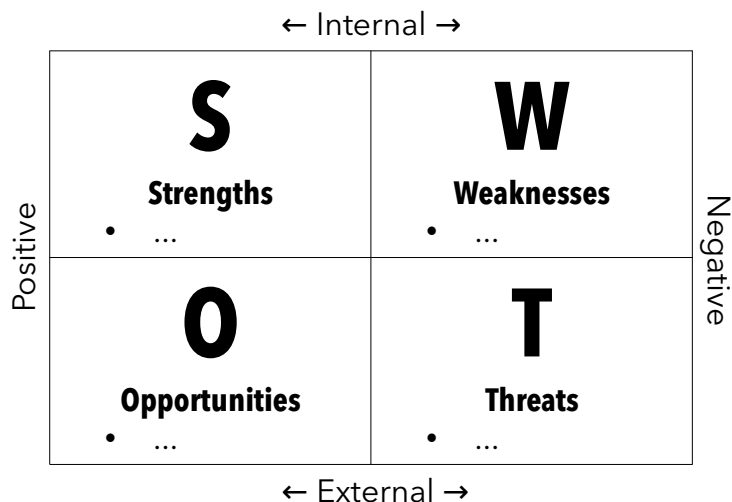 ← Internal →
S
Strengths
• ...
W
Weaknesses
• ...
Positive
Negative
O
Opportunities
• ...
T
Threats
• ...
← External →